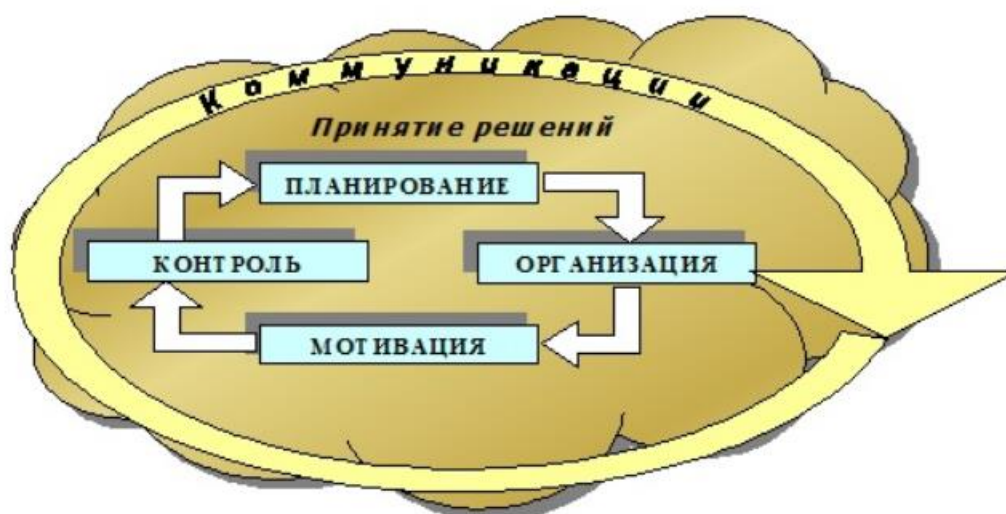 Коммуникации
Принятие решений
ПЛАНИРОВАНИЕ
КОНТРОЛЬ
ОРГАНИЗАЦИЯ
МОТИВАЦИЯ